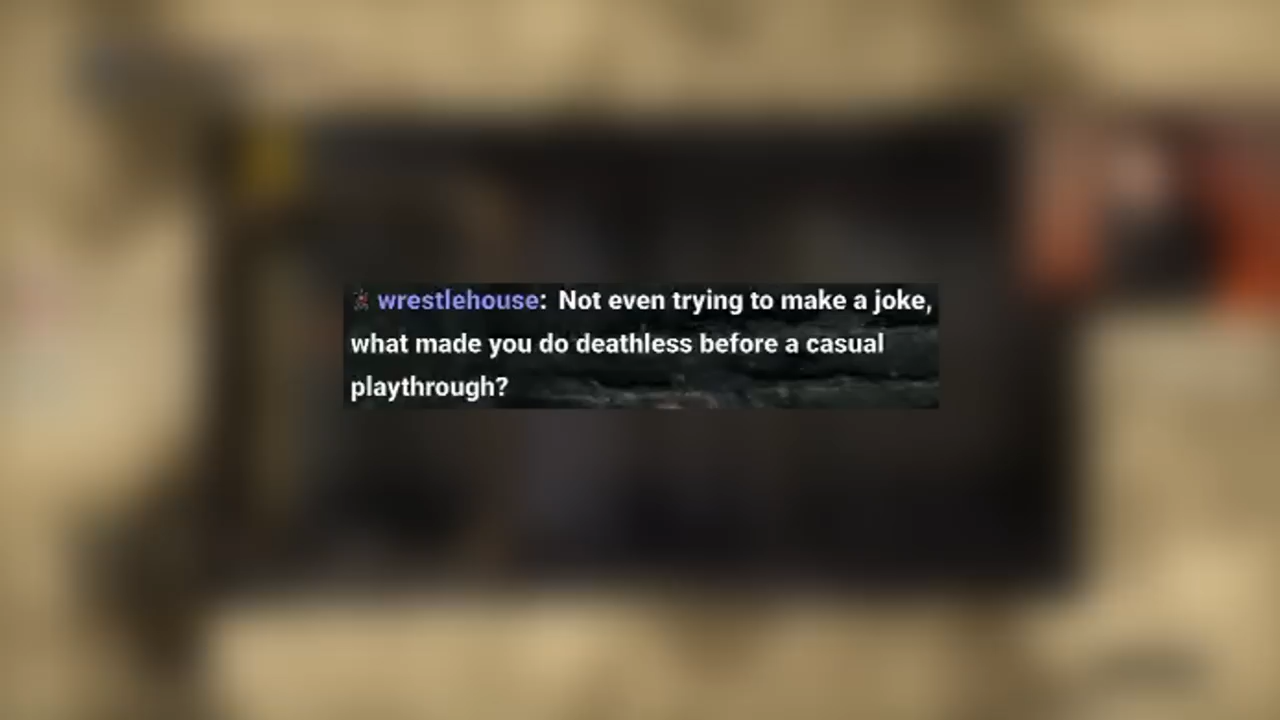 wrestlehouse: Not even trying to make a joke,
what made you do deathless before a casual
playthrough?